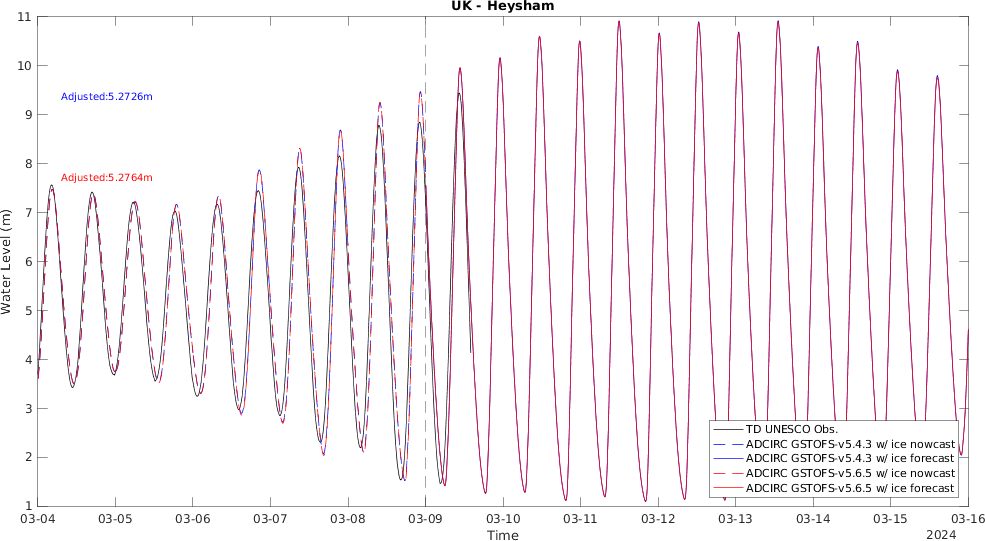 UK - Heysham
11
10
9
8
7
6
5
4
3
2
1
Water Level (m)
Adjusted:5.2726m
Adjusted:5.2764m
TD UNESCO Obs.
ADCIRC GSTOFS-v5.4.3 w/ ice nowcast
ADCIRC GSTOFS-v5.4.3 w/ ice forecast
ADCIRC GSTOFS-v5.6.5 w/ ice nowcast
ADCIRC GSTOFS-v5.6.5 w/ ice forecast
03-04 03-05 03-06 03-07 03-08 03-09 03-10 03-11 03-12 03-13 03-14 03-15 03-16
Time
2024